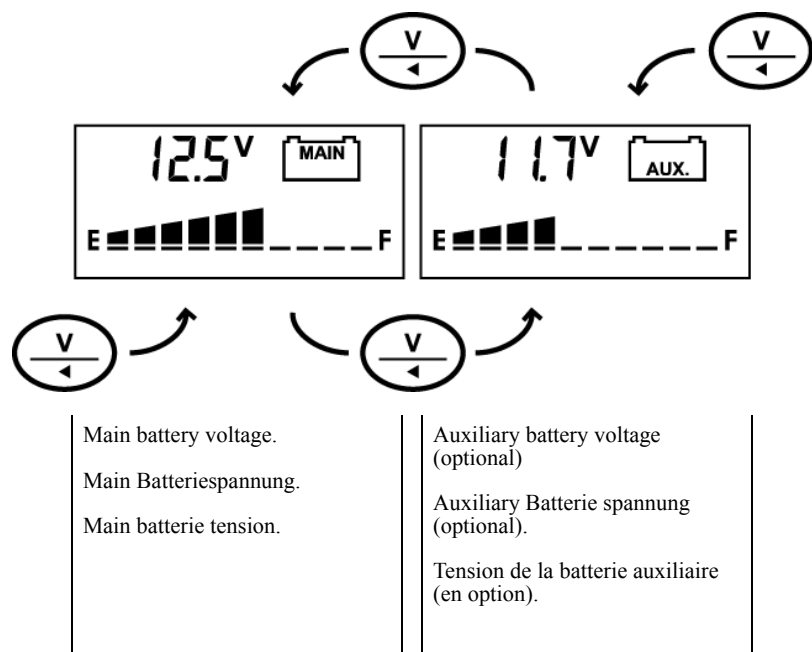 V
V
12.5V MAIN
E F
11.7V AUX.
E F
V
V
Main battery voltage.
Main Batteriespannung.
Main batterie tension.
Auxiliary battery voltage
(optional)
Auxiliary Batterie spannung
(optional).
Tension de la batterie auxiliaire
(en option).